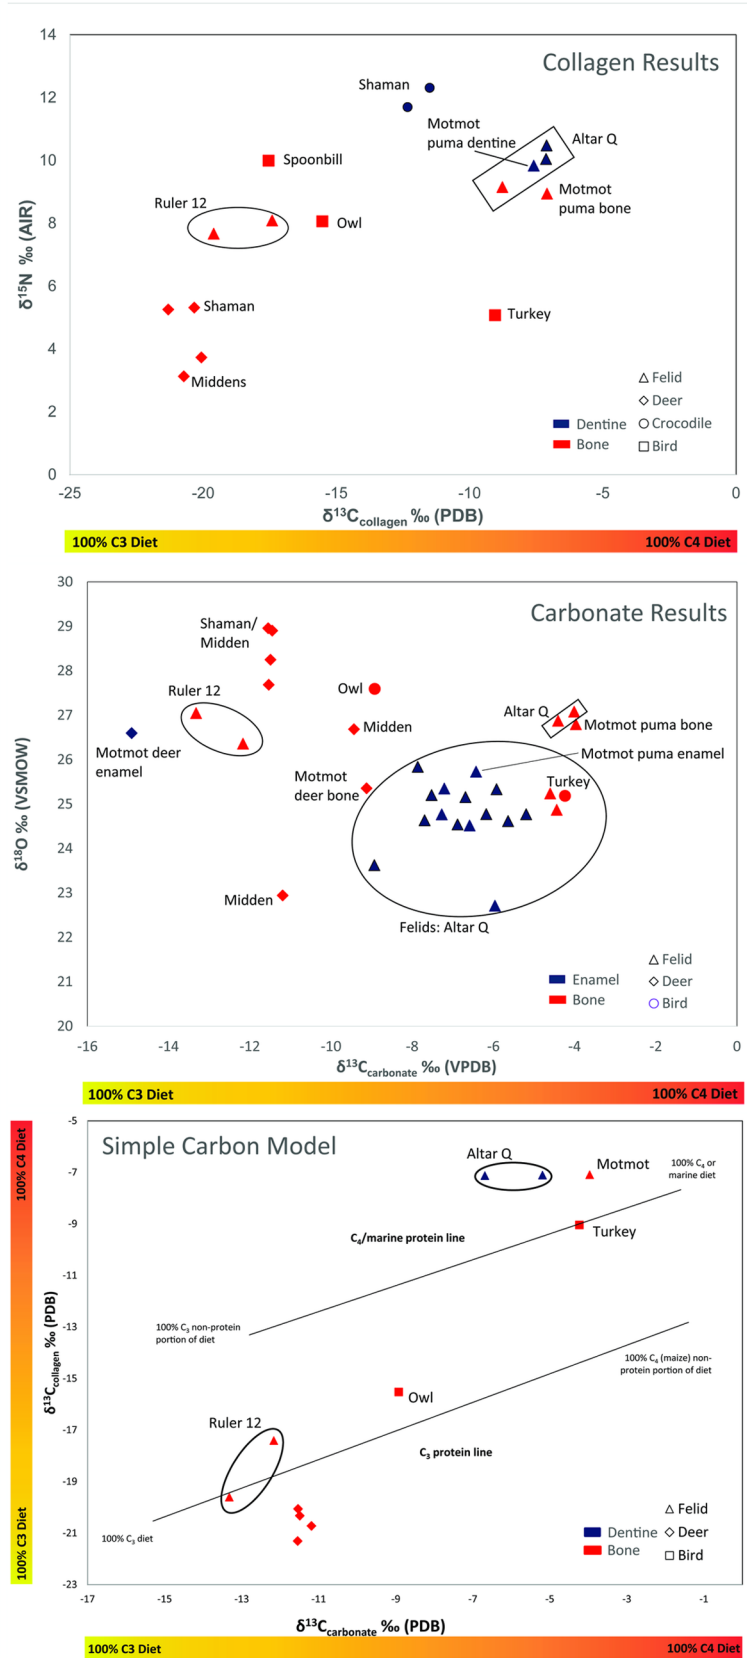 Collagen Results
14
12
10
8
6
4
2
0
δ¹⁵N ‰ (AIR)
Shaman
Motmot
puma dentine
Altar Q
Spoonbill
Motmot
puma bone
Ruler 12
Owl
Shaman
Turkey
Middens
Felid
Deer
Dentine
Crocodile
Bone
Bird
-25
-20
-15
-10
-5
0
δ¹³Ccollagen ‰ (PDB)
100% C3 Diet
100% C4 Diet
Carbonate Results
30
29
28
27
26
25
24
23
22
21
20
δ¹⁸O ‰ (VSMOW)
Shaman/
Midden
Ruler 12
Owl
Altar Q
Midden
Motmot puma bone
Motmot deer
enamel
Motmot puma enamel
Motmot
deer bone
Turkey
Midden
Felids: Altar Q
Felid
Enamel
Deer
Bone
Bird
-16
-14
-12
-10
-8
-6
-4
-2
0
δ¹³Ccarbonate ‰ (VPDB)
100% C3 Diet
100% C4 Diet
Simple Carbon Model
100% C4 Diet
100% C3 Diet
δ¹³Ccollagen ‰ (PDB)
-5
-7
-9
-11
-13
-15
-17
-19
-21
-23
Altar Q
Motmot
100% C₄ or
marine diet
C₄/marine protein line
Turkey
100% C₃ non-protein
portion of diet
100% C₄ (maize) non-
protein portion of diet
Owl
Ruler 12
C₃ protein line
100% C₃ diet
Felid
Dentine
Deer
Bone
Bird
-17
-15
-13
-11
-9
-7
-5
-3
-1
δ¹³Ccarbonate ‰ (PDB)
100% C3 Diet
100% C4 Diet